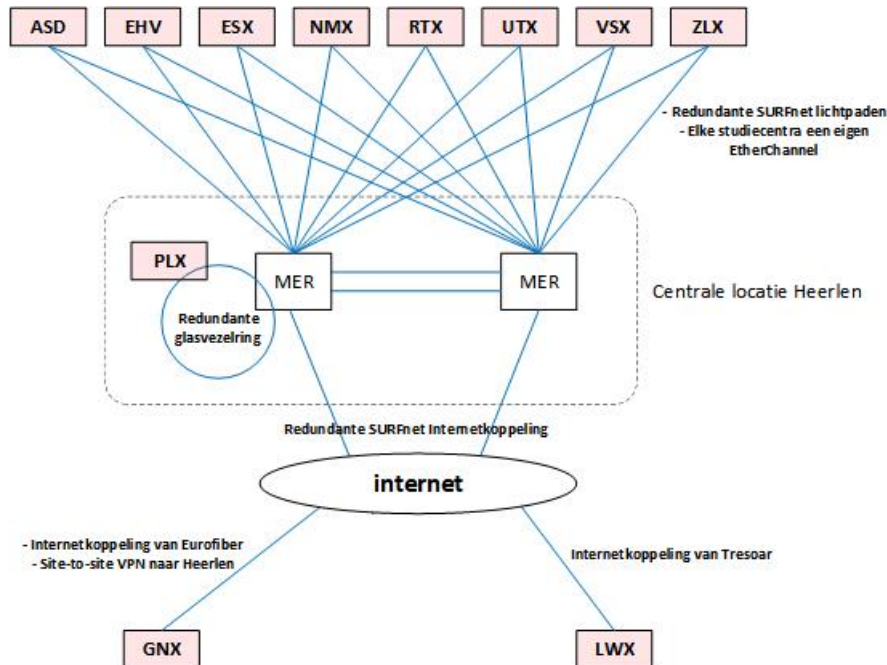 ASD EHV ESX NMX RTX UTX VSX ZLX
- Redundante SURFnet lichtpaden
- Elke studiecentra een eigen
EtherChannel
PLX
MER
MER
Redundante
glasvezelring
Centrale locatie Heerlen
Redundante SURFnet Internetkoppeling
internet
- Internetkoppeling van Eurofiber
- Site-to-site VPN naar Heerlen
Internetkoppeling van Tresoar
GNX
LWX